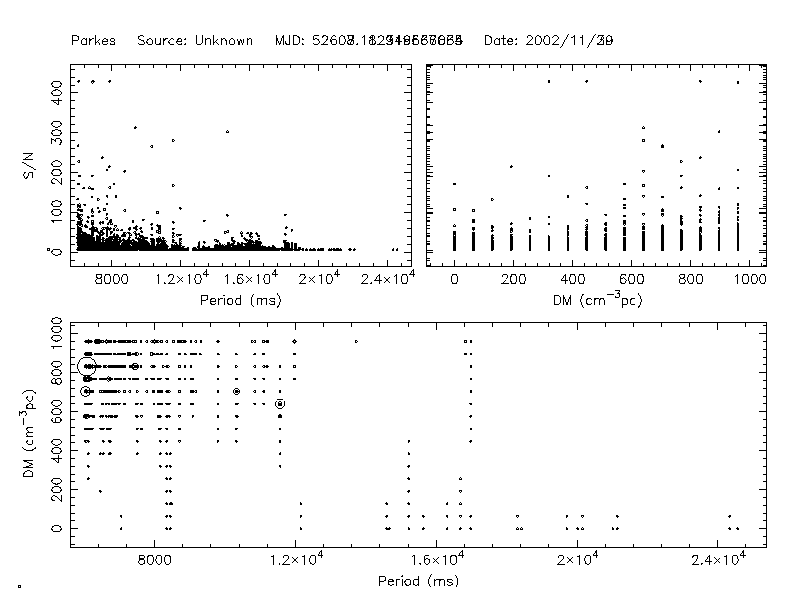 Parkes Source: Unknown MJD: Date: 2002/11/
S/N
0 100 200 300 400
8000 1.2×10⁴ 1.6×10⁴ 2×10⁴ 2.4×10⁴
Period (ms)
0 200 400 600 800 1000
DM (cm⁻³pc)
DM (cm⁻³pc)
0 200 400 600 800 1000
8000 1.2×10⁴ 1.6×10⁴ 2×10⁴ 2.4×10⁴
Period (ms)